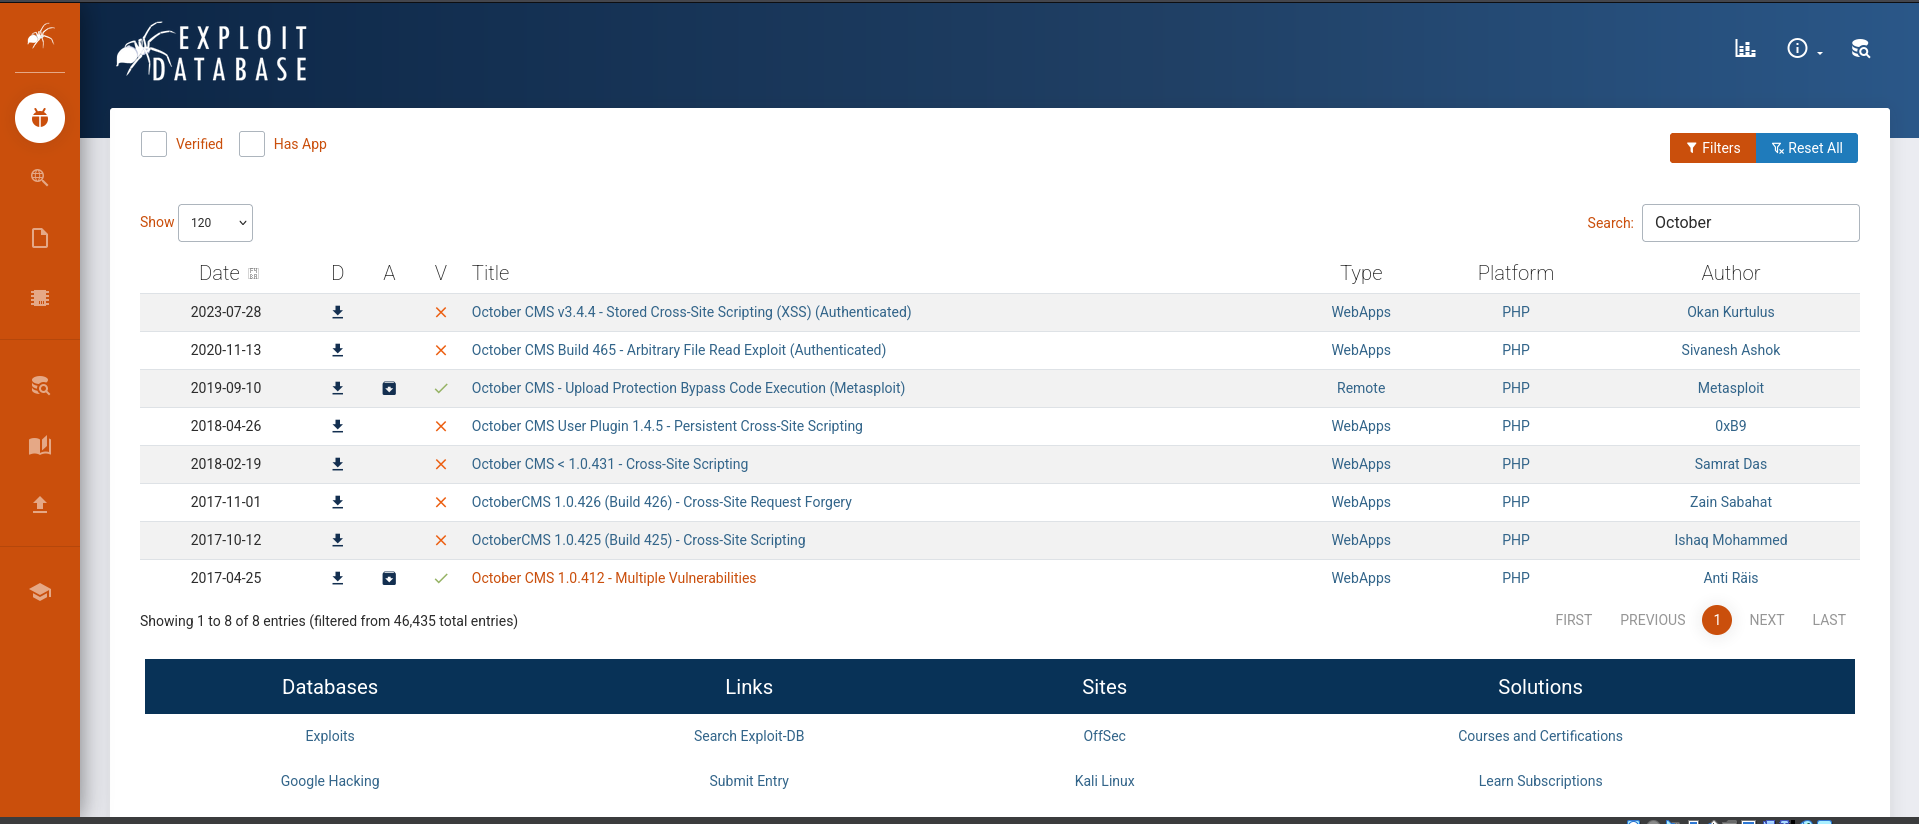 EXPLOIT
DATABASE
Verified Has App
Filters Reset All
Show 120
Search: October
Date D A V Title Type Platform Author
2023-07-28 October CMS v3.4.4 - Stored Cross-Site Scripting (XSS) (Authenticated) WebApps PHP Okan Kurtulus
2020-11-13 October CMS Build 465 - Arbitrary File Read Exploit (Authenticated) WebApps PHP Sivanesh Ashok
2019-09-10 October CMS - Upload Protection Bypass Code Execution (Metasploit) Remote PHP Metasploit
2018-04-26 October CMS User Plugin 1.4.5 - Persistent Cross-Site Scripting WebApps PHP 0xB9
2018-02-19 October CMS < 1.0.431 - Cross-Site Scripting WebApps PHP Samrat Das
2017-11-01 OctoberCMS 1.0.426 (Build 426) - Cross-Site Request Forgery WebApps PHP Zain Sabahat
2017-10-12 OctoberCMS 1.0.425 (Build 425) - Cross-Site Scripting WebApps PHP Ishaq Mohammed
2017-04-25 October CMS 1.0.412 - Multiple Vulnerabilities WebApps PHP Anti Räis
Showing 1 to 8 of 8 entries (filtered from 46,435 total entries)
FIRST PREVIOUS 1 NEXT LAST
Databases Links Sites Solutions
Exploits Search Exploit-DB OffSec Courses and Certifications
Google Hacking Submit Entry Kali Linux Learn Subscriptions